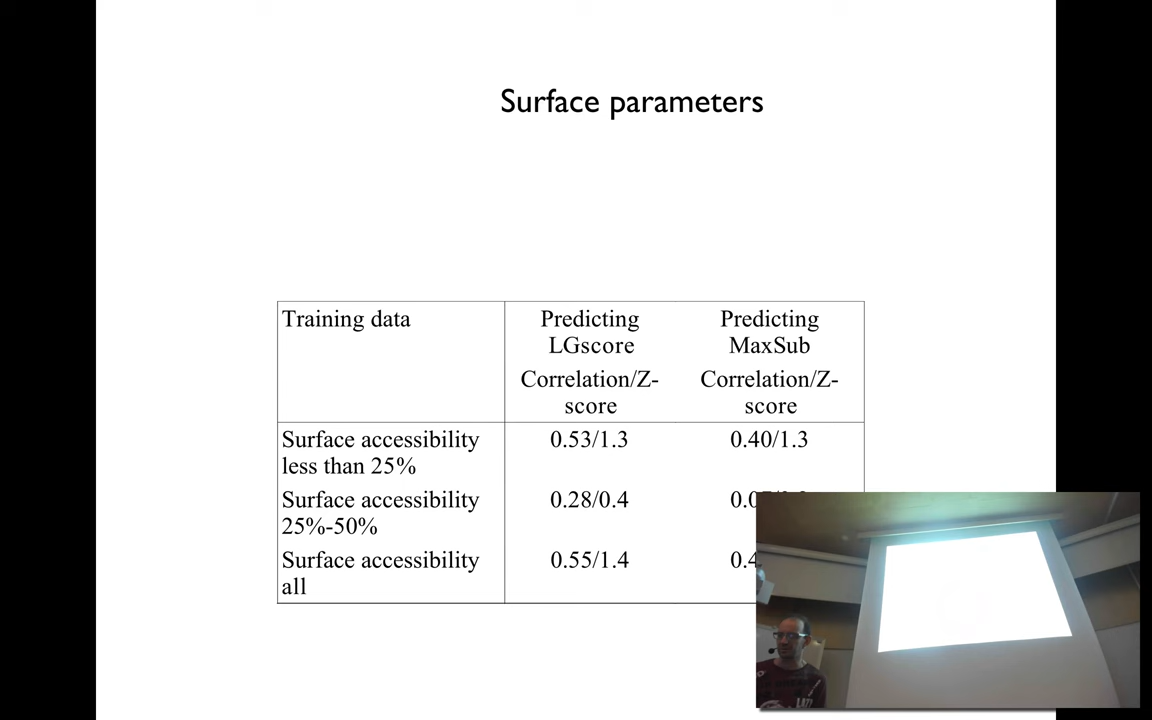 Surface parameters
Training data
Predicting
LGscore
Correlation/Z-
score
Predicting
MaxSub
Correlation/Z-
score
Surface accessibility
less than 25%
0.53/1.3
0.40/1.3
Surface accessibility
25%-50%
0.28/0.4
Surface accessibility
all
0.55/1.4